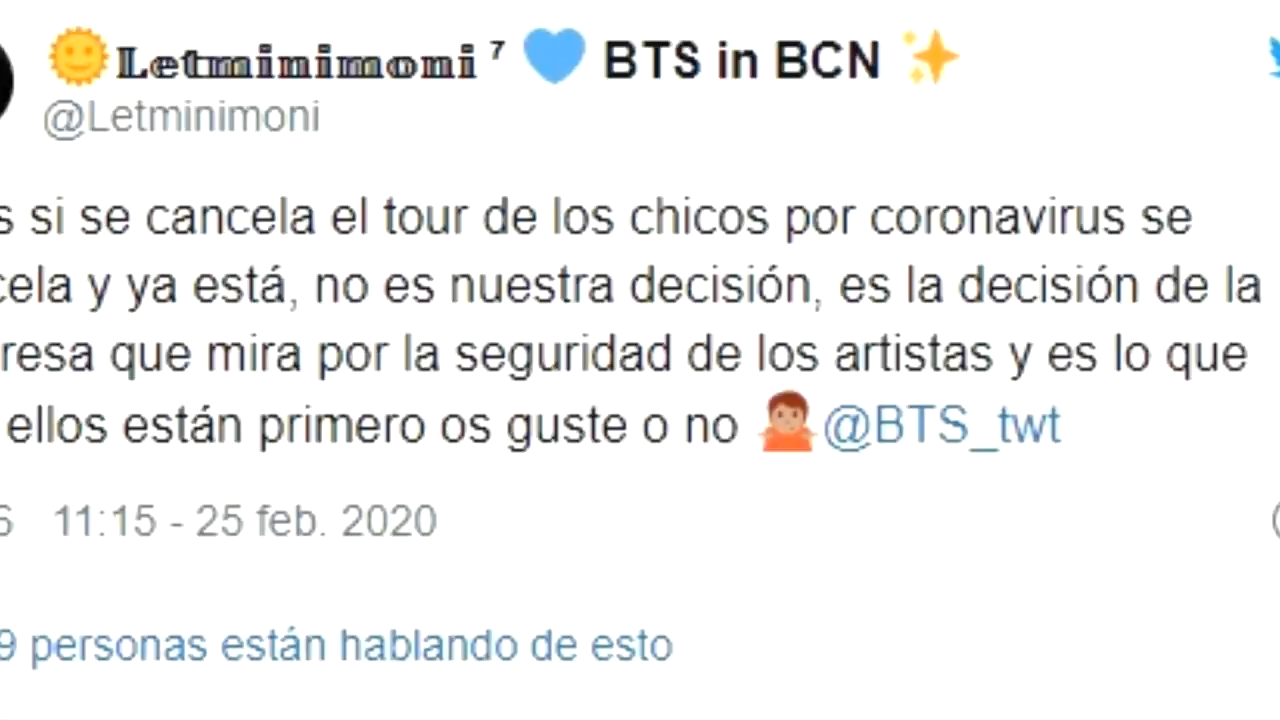 🌞𝕃𝕖𝕥𝕞𝕚𝕟𝕚𝕞𝕠𝕟𝕚 ⁷ 💙 BTS in BCN ✨
@Letminimoni
si se cancela el tour de los chicos por coronavirus se
y ya está, no es nuestra decisión, es la decisión de la
que mira por la seguridad de los artistas y es lo que
ellos están primero os guste o no 🤷🏽@BTS_twt
11:15 - 25 feb. 2020
personas están hablando de esto